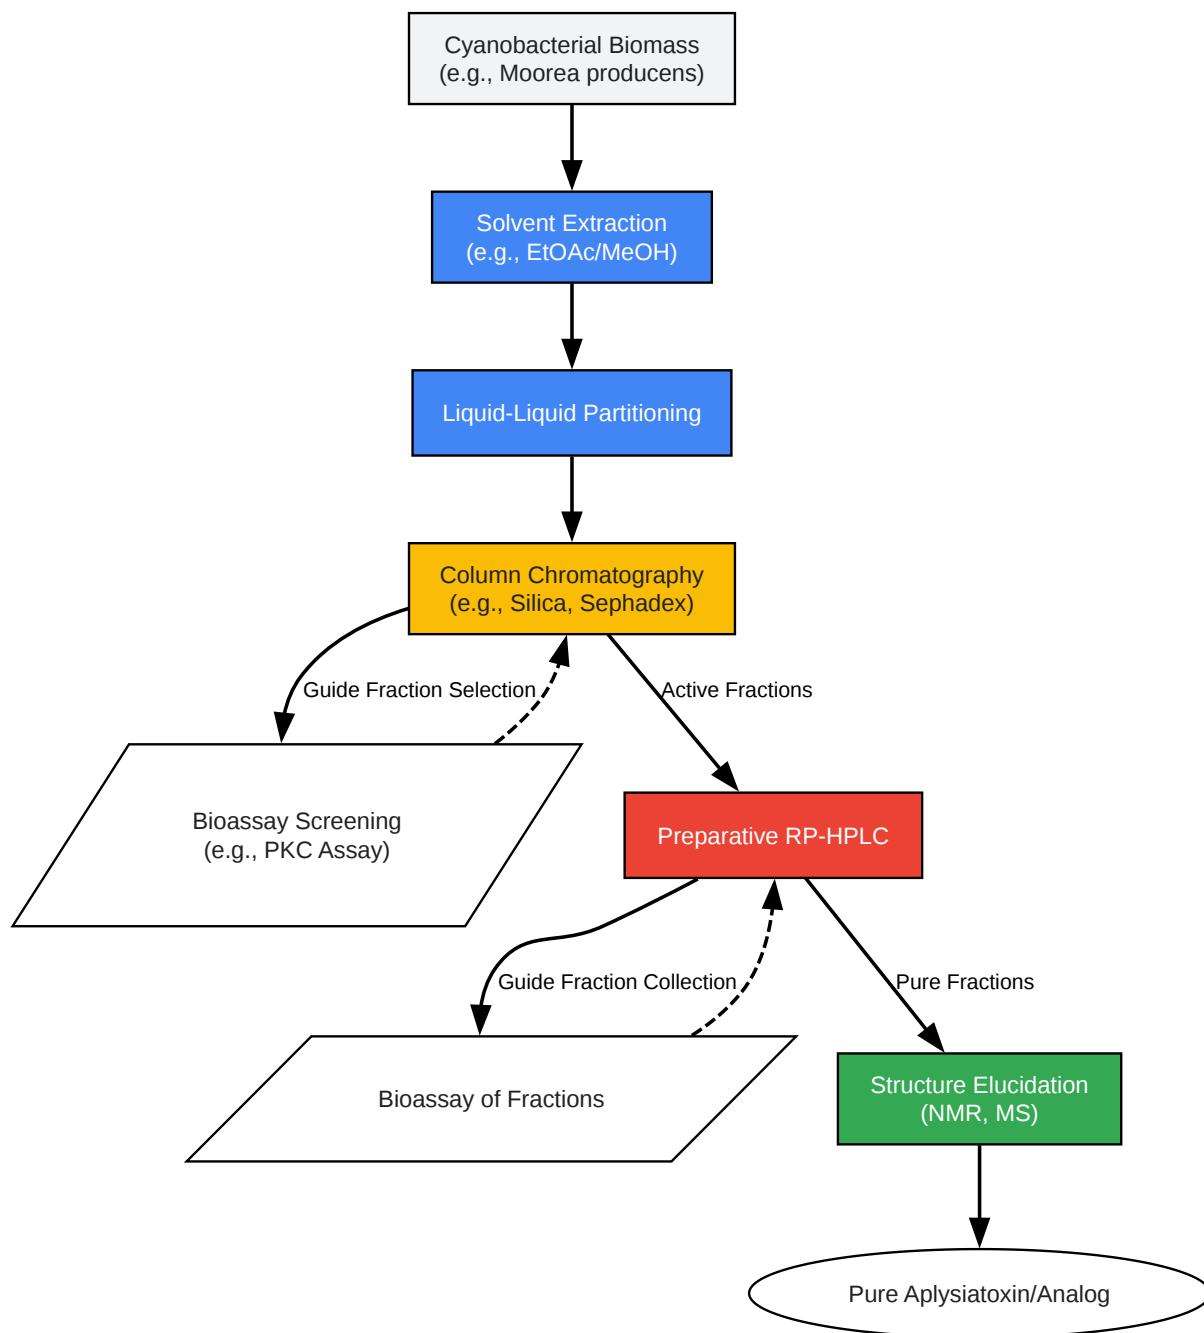 Cyanobacterial Biomass
(e.g., Moorea producens)
Solvent Extraction
(e.g., EtOAc/MeOH)
Liquid-Liquid Partitioning
Column Chromatography
(e.g., Silica, Sephadex)
Guide Fraction Selection
Active Fractions
Bioassay Screening
(e.g., PKC Assay)
Preparative RP-HPLC
Guide Fraction Collection
Pure Fractions
Bioassay of Fractions
Structure Elucidation
(NMR, MS)
Pure Aplysiatoxin/Analog